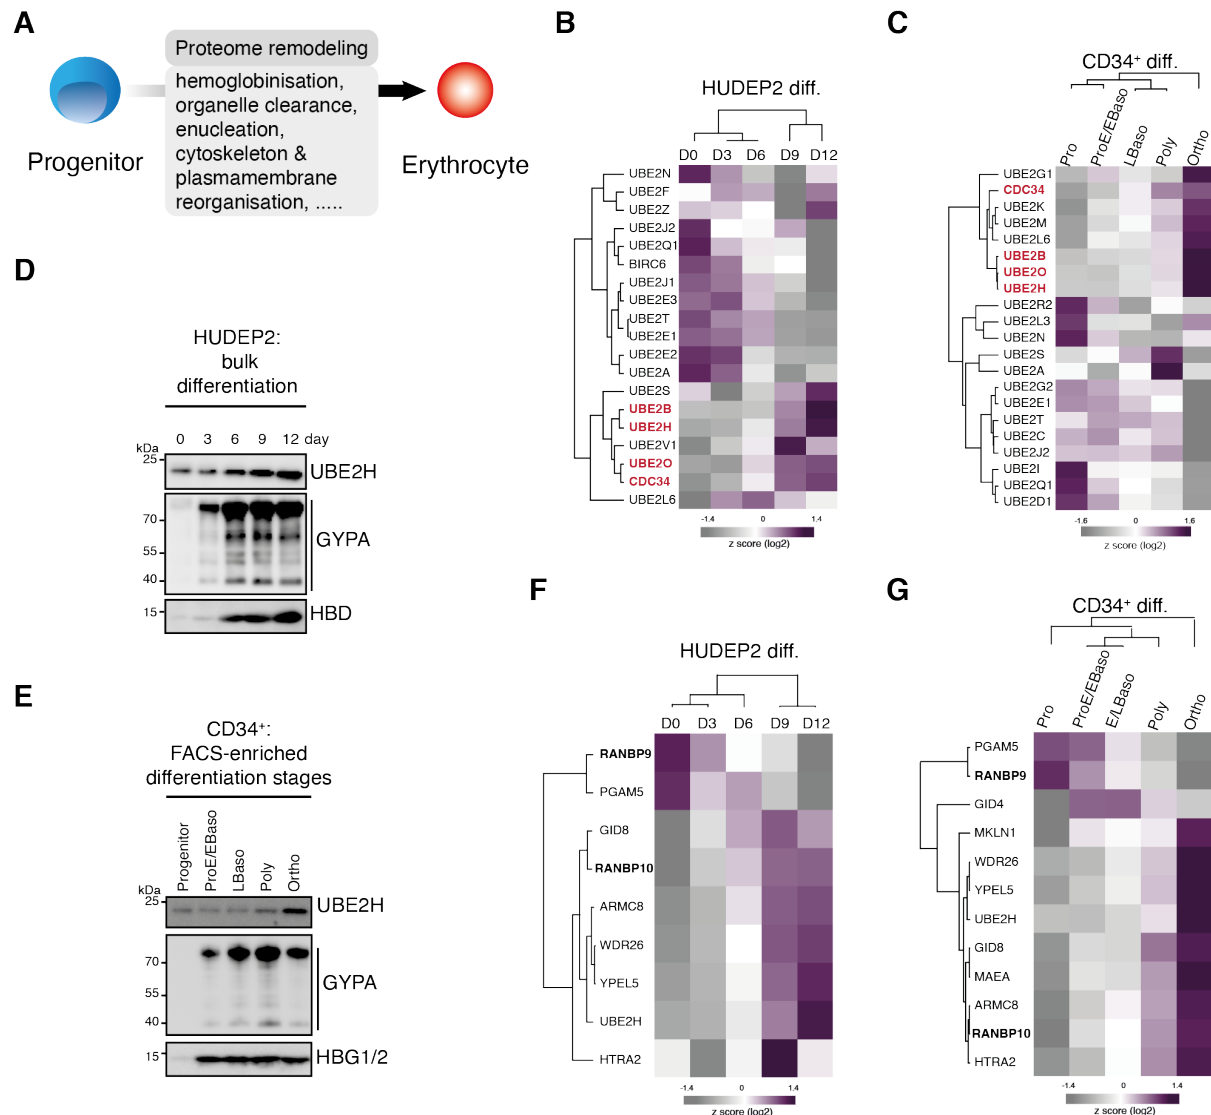 A
Proteome remodeling
hemoglobinisation,
organelle clearance,
enucleation,
cytoskeleton &
plasmamembrane
reorganisation, .....
Progenitor
Erythrocyte
B
HUDEP2 diff.
D0 D3 D6 D9 D12
UBE2N
UBE2F
UBE2Z
UBE2J2
UBE2Q1
BIRC6
UBE2J1
UBE2E3
UBE2T
UBE2E1
UBE2E2
UBE2A
UBE2S
UBE2B
UBE2H
UBE2V1
UBE2O
CDC34
UBE2L6
-1.4 0 1.4
z score (log2)
C
CD34+ diff.
Pro ProE/EBaso LBaso Poly Ortho
UBE2G1
CDC34
UBE2K
UBE2M
UBE2L6
UBE2B
UBE2O
UBE2H
UBE2R2
UBE2L3
UBE2N
UBE2S
UBE2A
UBE2G2
UBE2E1
UBE2T
UBE2C
UBE2J2
UBE2I
UBE2Q1
UBE2D1
-1.6 0 1.6
z score (log2)
D
HUDEP2:
bulk
differentiation
0 3 6 9 12 day
kDa
25
UBE2H
70
55
40
GYPA
15
HBD
E
CD34+:
FACS-enriched
differentiation stages
Progenitor ProE/EBaso LBaso Poly Ortho
kDa
25
UBE2H
70
55
40
GYPA
15
HBG1/2
F
HUDEP2 diff.
D0 D3 D6 D9 D12
RANBP9
PGAM5
GID8
RANBP10
ARMC8
WDR26
YPEL5
UBE2H
HTRA2
-1.4 0 1.4
z score (log2)
G
CD34+ diff.
Pro ProE/EBaso E/LBaso Poly Ortho
PGAM5
RANBP9
GID4
MKLN1
WDR26
YPEL5
UBE2H
GID8
MAEA
ARMC8
RANBP10
HTRA2
-1.4 0 1.4
z score (log2)